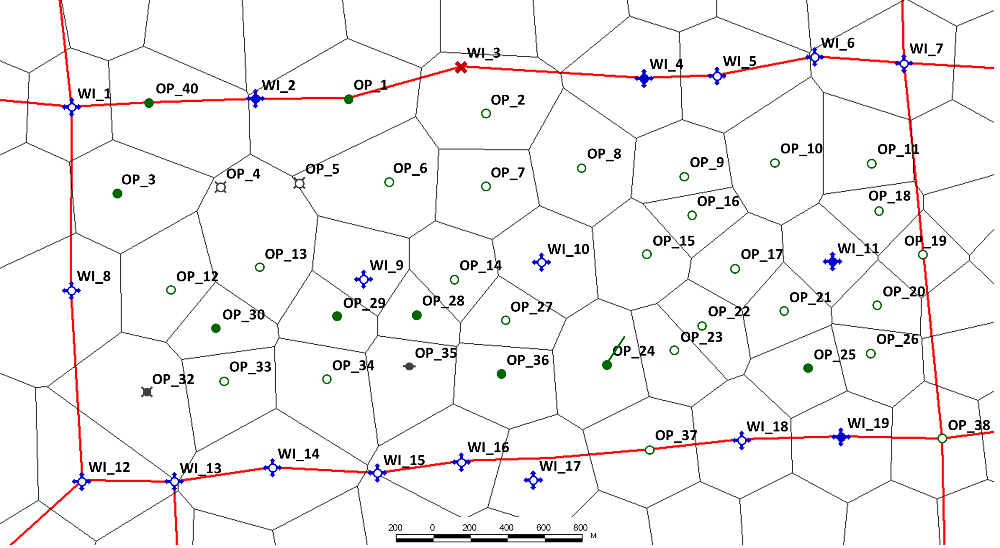 WI_6
WI_7
WI_3
WI_5
WI_4
OP_1
WI_2
OP_40
WI_1
OP_2
OP_10
OP_11
OP_8
OP_9
OP_6
OP_5
OP_7
OP_4
OP_3
OP_18
OP_16
OP_15
OP_19
WI_10
WI_11
OP_13
OP_17
WI_9
OP_14
WI_8
OP_12
OP_20
OP_21
OP_28
OP_29
OP_27
OP_22
OP_30
OP_23
OP_26
OP_24
OP_35
OP_25
OP_36
OP_34
OP_33
OP_32
WI_19
OP_38
WI_18
OP_37
WI_16
WI_14
WI_15
WI_17
WI_12
WI_13
200 0 200 400 600 800
М